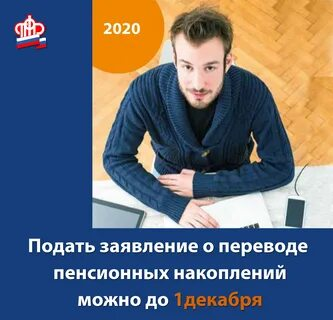 2020
Подать заявление о переводе
пенсионных накоплений
можно до 1декабря